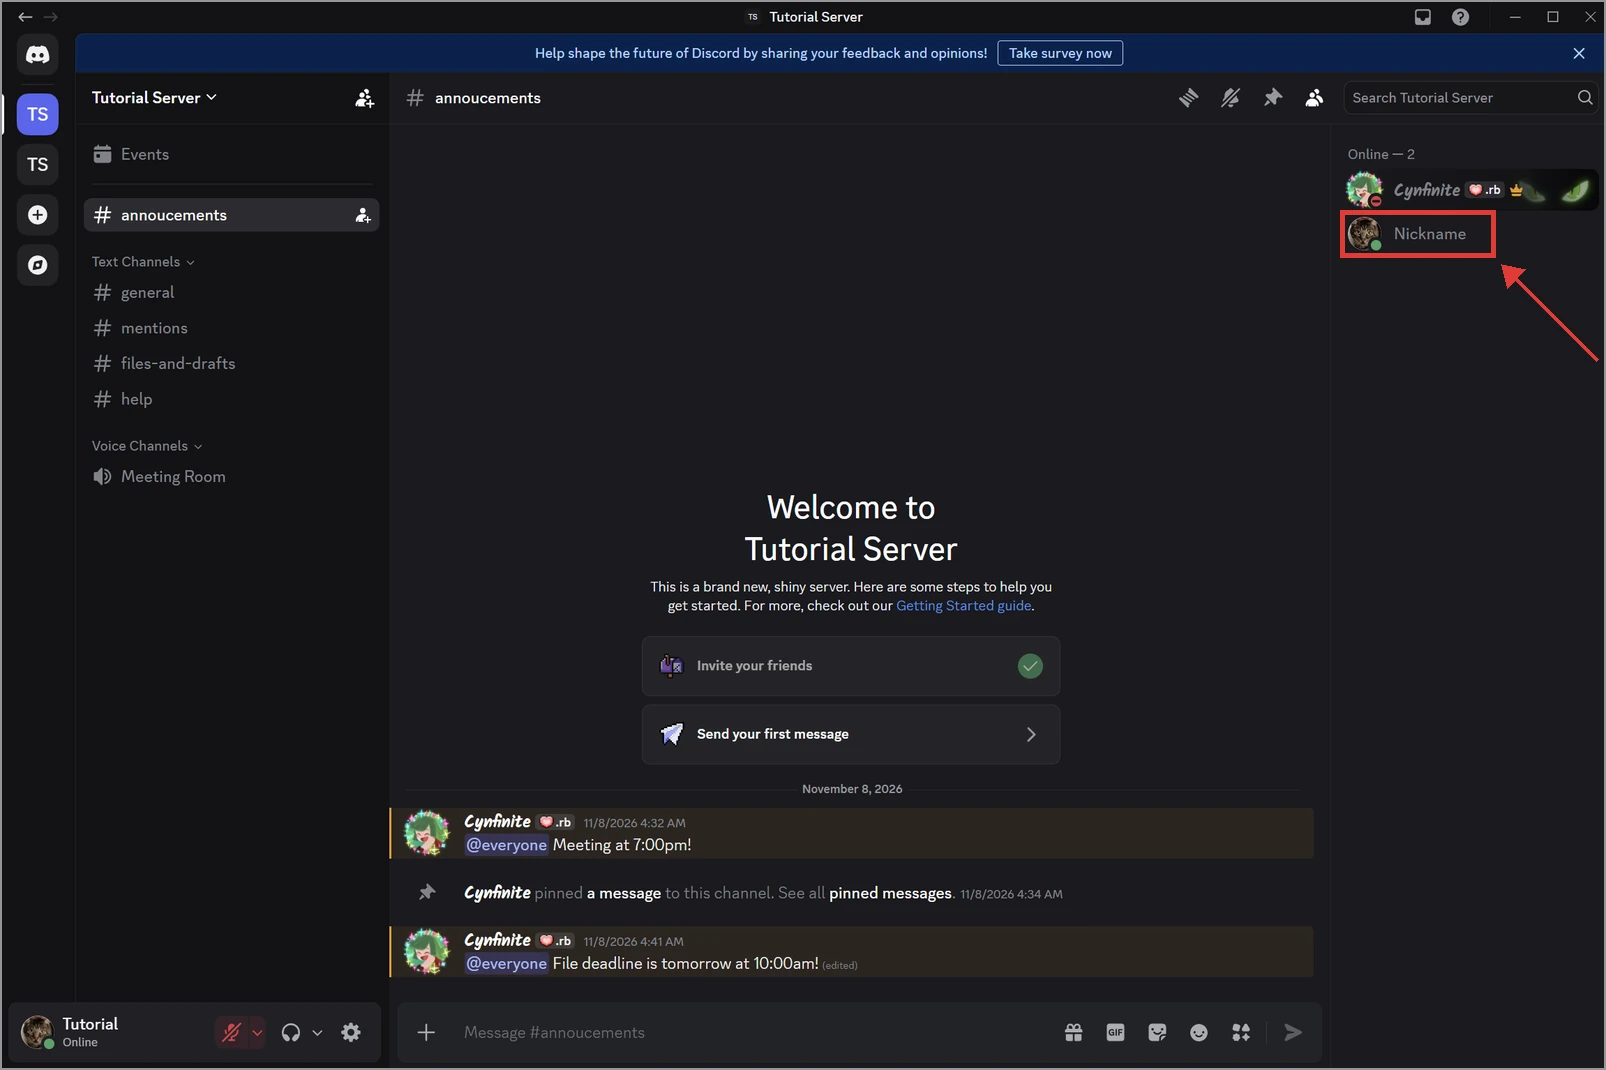 TS Tutorial Server
Help shape the future of Discord by sharing your feedback and opinions! Take survey now
TS
TS
Tutorial Server
Events
annoucements
Text Channels
# general
# mentions
# files-and-drafts
# help
Voice Channels
Meeting Room
Tutorial
Online
# annoucements
Search Tutorial Server
Welcome to
Tutorial Server
This is a brand new, shiny server. Here are some steps to help you
get started. For more, check out our Getting Started guide.
Invite your friends
Send your first message
November 8, 2026
Cynfinite .rb 11/8/2026 4:32 AM
@everyone Meeting at 7:00pm!
Cynfinite pinned a message to this channel. See all pinned messages. 11/8/2026 4:34 AM
Cynfinite .rb 11/8/2026 4:41 AM
@everyone File deadline is tomorrow at 10:00am! (edited)
Message #annoucements
GIF
Online — 2
Cynfinite .rb
Nickname